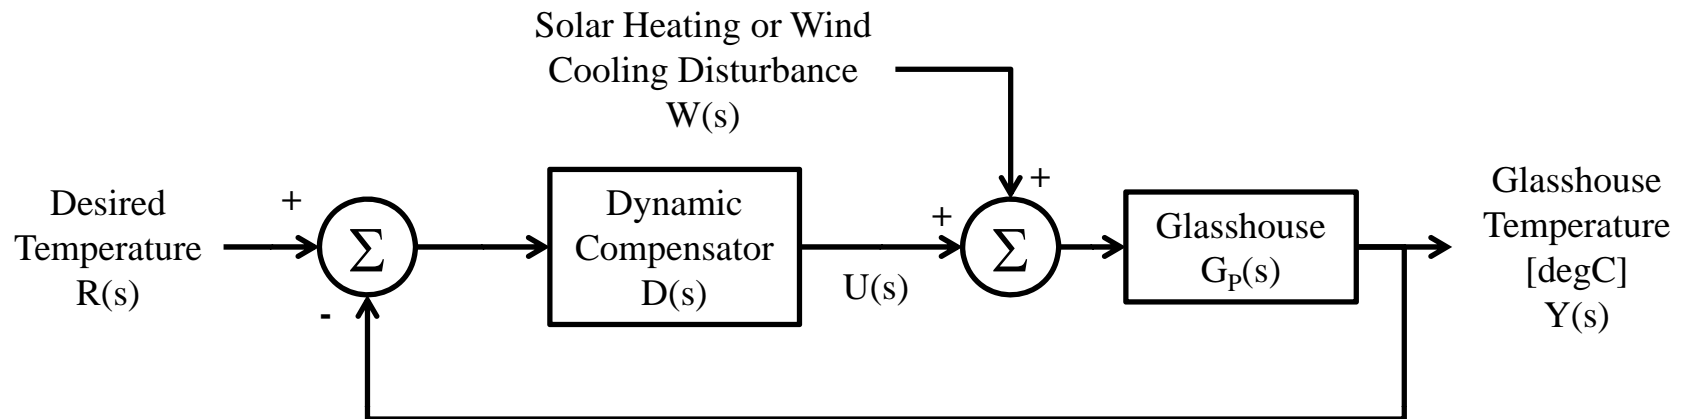 Solar Heating or Wind
Cooling Disturbance
W(s)
Desired
Temperature
R(s)
+
-
Σ
Dynamic
Compensator
D(s)
U(s)
+
+
Σ
Glasshouse
G_P(s)
Glasshouse
Temperature
[degC]
Y(s)